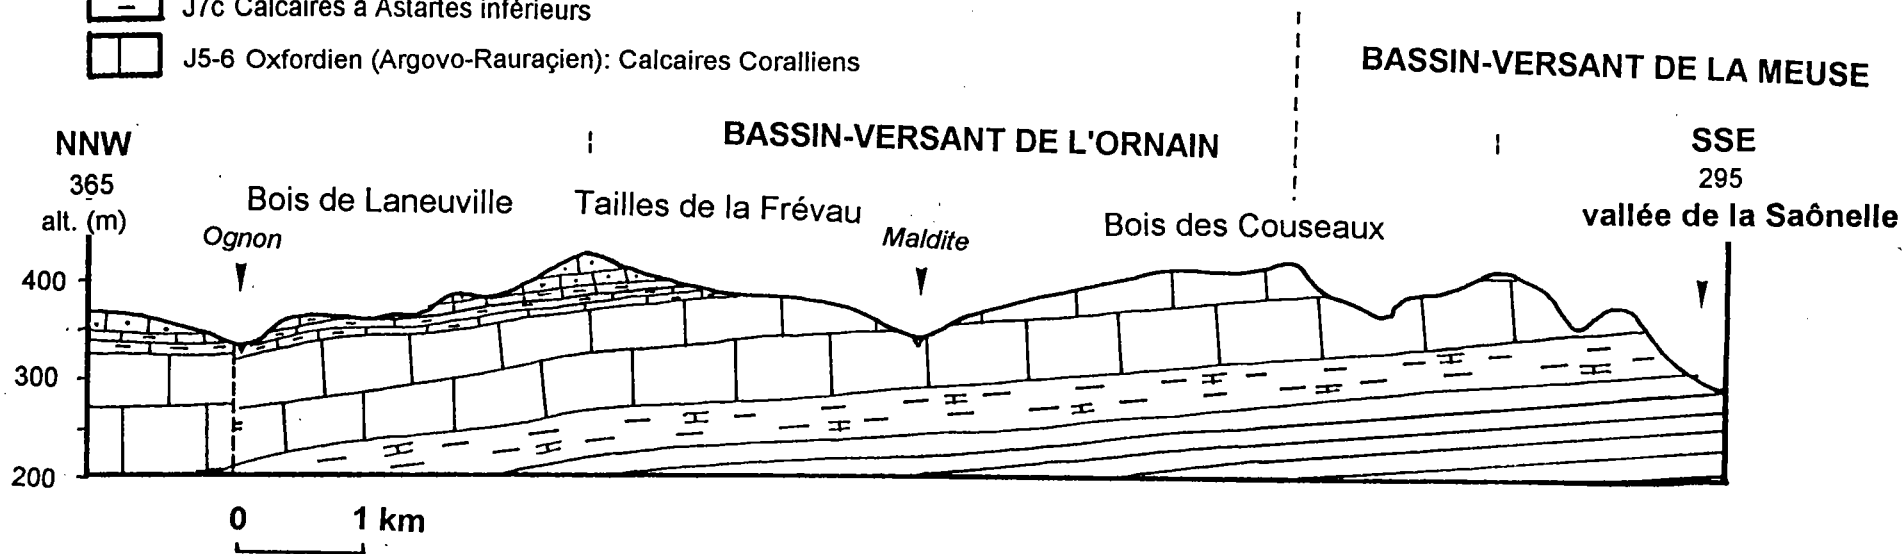 J7c Calcaires à Astartes inférieurs
J5-6 Oxfordien (Argovo-Rauraçien): Calcaires Coralliens
BASSIN-VERSANT DE LA MEUSE
BASSIN-VERSANT DE L'ORNAIN
NNW
SSE
365
295
alt. (m)
Bois de Laneuville
Tailles de la Frévau
Bois des Couseaux
vallée de la Saônelle
Ognon
Maldite
400
300
200
0
1 km